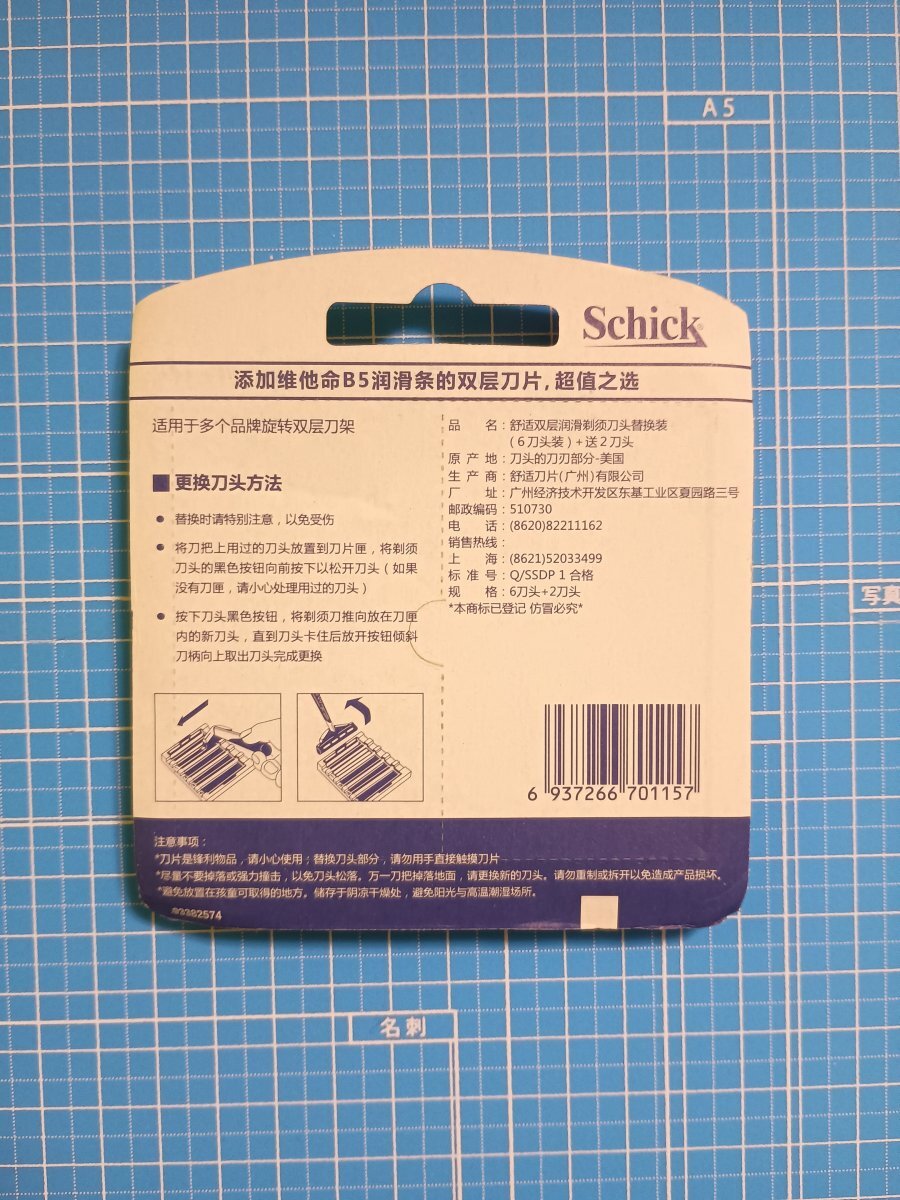 A5
Schick®
添加维他命B5润滑条的双层刀片，超值之选
适用于多个品牌旋转双层刀架
■ 更换刀头方法
● 替换时请特别注意，以免受伤
● 将刀把上用过的刀头放置到刀片匣，将剃须
刀头的黑色按钮向前按下以松开刀头（如果
没有刀匣，请小心处理用过的刀头）
● 按下刀头黑色按钮，将剃须刀推向放在刀匣
内的新刀头，直到刀头卡住后放开按钮倾斜
刀柄向上取出刀头完成更换
品名：舒适双层润滑剃须刀头替换装
（6刀头装）+送2刀头
原产地：刀头的刀刃部分-美国
生产商：舒适刀片(广州)有限公司
厂址：广州经济技术开发区东基工业区夏园路三号
邮政编码：510730
电话：(8620)82211162
销售热线：
上海：(8621)52033499
标准号：Q/SSDP 1 合格
规格：6刀头+2刀头
*本商标已登记 仿冒必究*
6 937266 701157
注意事项：
*刀片是锋利物品，请小心使用；替换刀头部分，请勿用手直接触摸刀片
*尽量不要掉落或强力撞击，以免刀头松落。万一刀把掉落地面，请更换新的刀头。请勿重制或拆开以免造成产品损坏。
*避免放置在孩童可取得的地方。储存于阴凉干燥处，避免阳光与高温潮湿场所。
93382574
写真
名刺